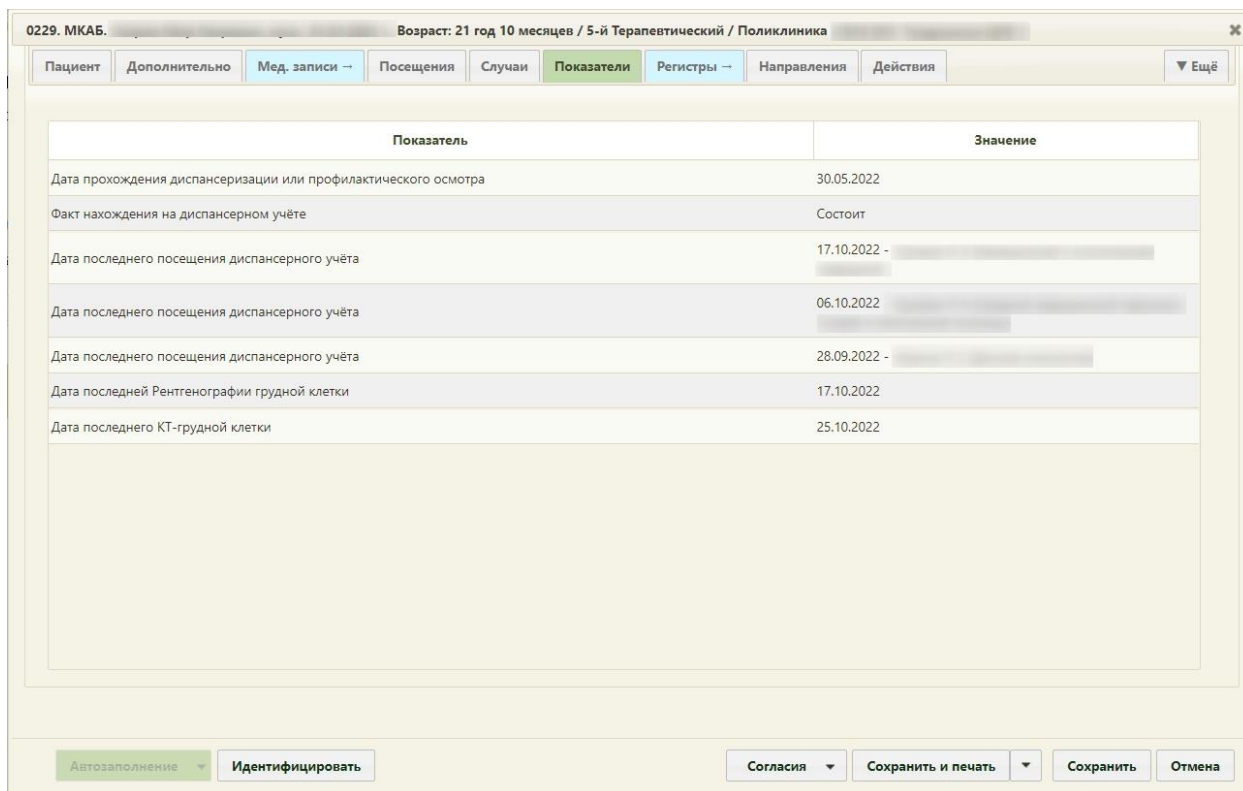 0229. МКАБ. Возраст: 21 год 10 месяцев / 5-й Терапевтический / Поликлиника
Пациент Дополнительно Мед. записи → Посещения Случаи Показатели Регистры → Направления Действия ▼ Ещё
Показатель Значение
Дата прохождения диспансеризации или профилактического осмотра 30.05.2022
Факт нахождения на диспансерном учёте Состоит
Дата последнего посещения диспансерного учёта 17.10.2022 -
Дата последнего посещения диспансерного учёта 06.10.2022
Дата последнего посещения диспансерного учёта 28.09.2022 -
Дата последней Рентгенографии грудной клетки 17.10.2022
Дата последнего КТ-грудной клетки 25.10.2022
Автозаполнение Идентифицировать Согласия Сохранить и печать Сохранить Отмена